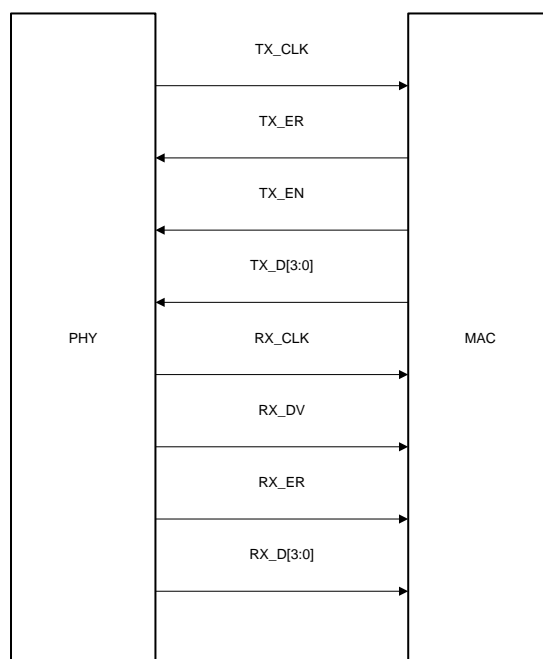 TX_CLK
TX_ER
TX_EN
TX_D[3:0]
PHY
RX_CLK
MAC
RX_DV
RX_ER
RX_D[3:0]